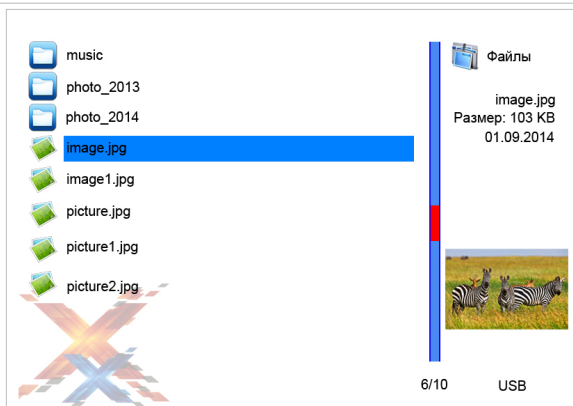 music
photo_2013
photo_2014
image.jpg
image1.jpg
picture.jpg
picture1.jpg
picture2.jpg
Файлы
image.jpg
Размер: 103 KB
01.09.2014
6/10
USB